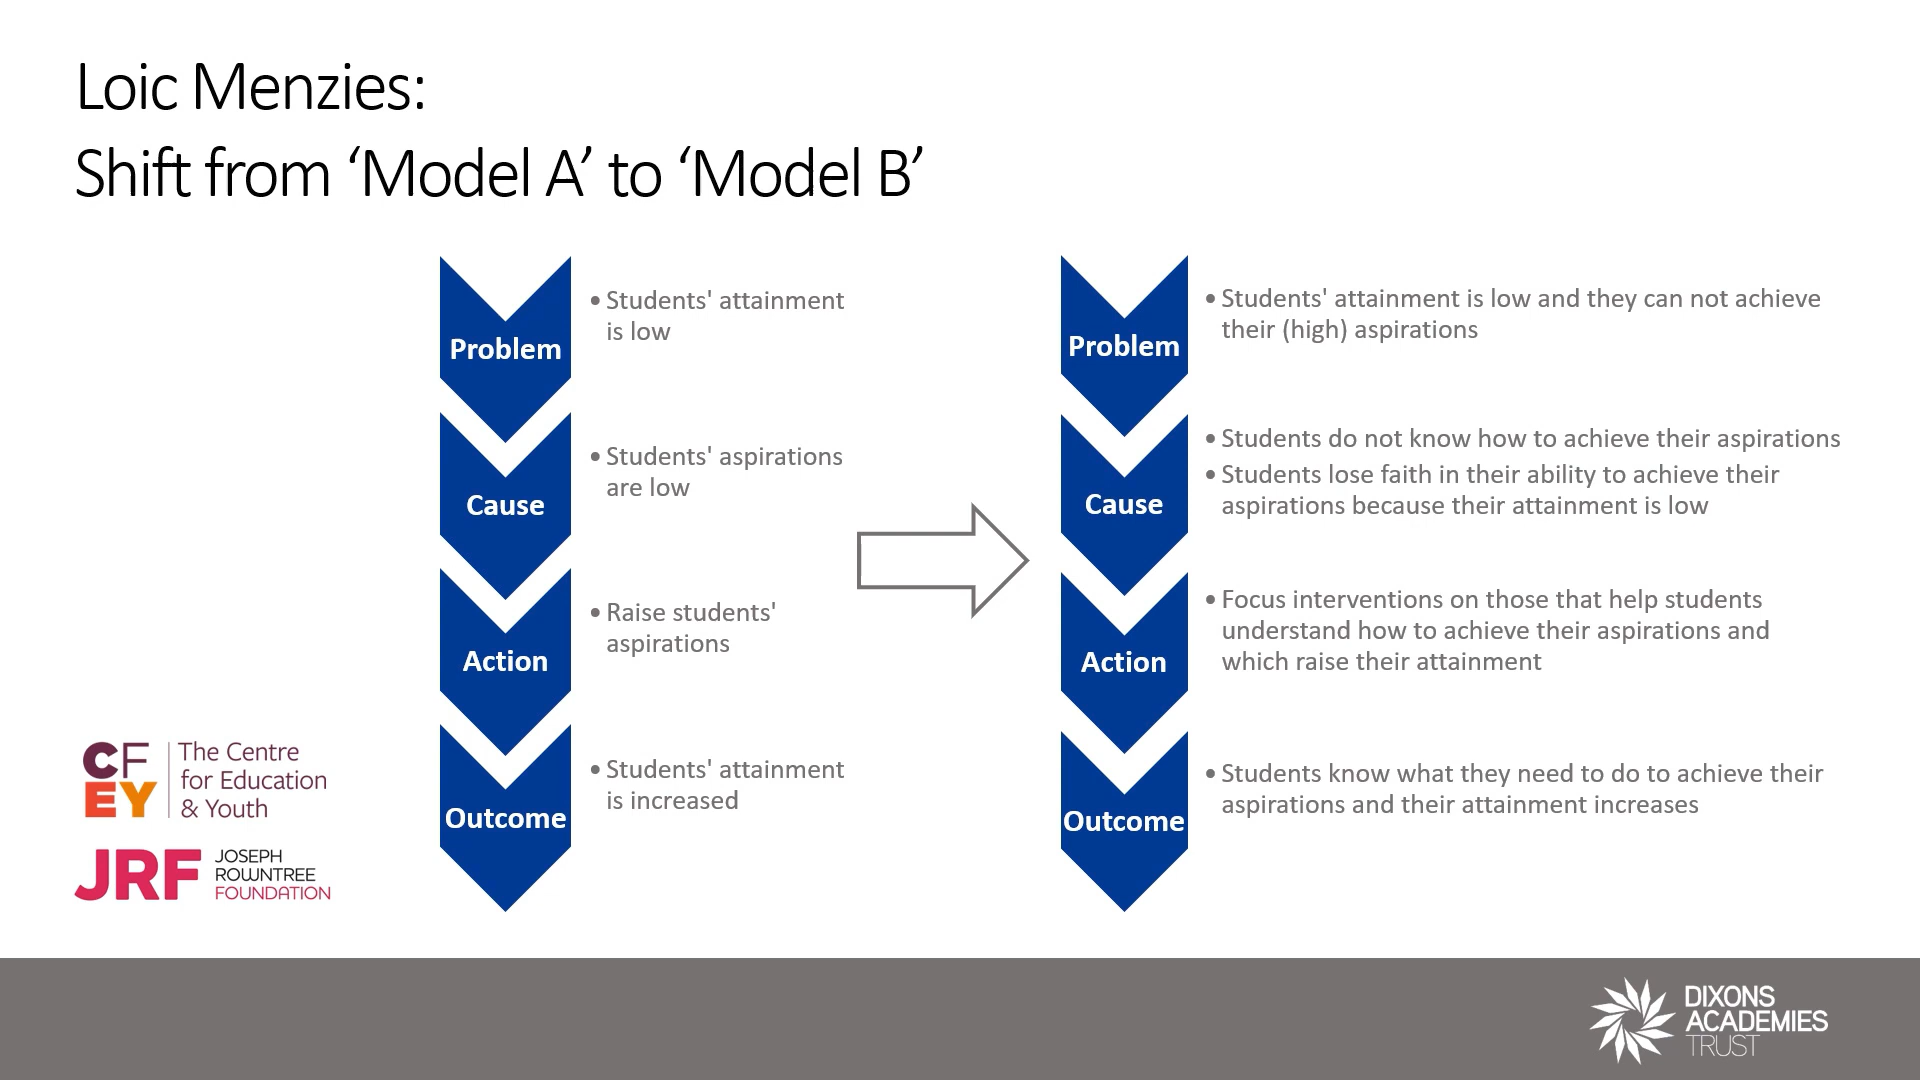 Loic Menzies:
Shift from ‘Model A’ to ‘Model B’
Problem
• Students' attainment
is low
Cause
• Students' aspirations
are low
Action
• Raise students'
aspirations
Outcome
• Students' attainment
is increased
Problem
• Students' attainment is low and they can not achieve
their (high) aspirations
Cause
• Students do not know how to achieve their aspirations
• Students lose faith in their ability to achieve their
aspirations because their attainment is low
Action
• Focus interventions on those that help students
understand how to achieve their aspirations and
which raise their attainment
Outcome
• Students know what they need to do to achieve their
aspirations and their attainment increases
CF
EY
The Centre
for Education
& Youth
JRF
JOSEPH
ROWNTREE
FOUNDATION
DIXONS
ACADEMIES
TRUST